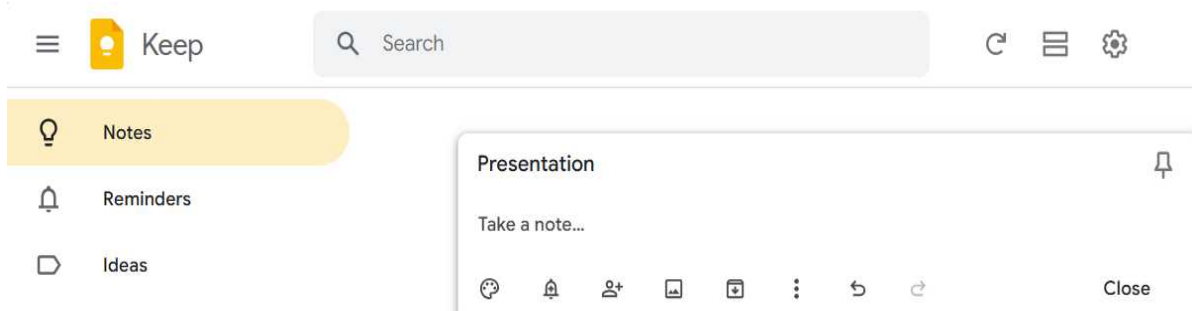 Keep
Search
Notes
Presentation
Reminders
Take a note...
Ideas
Close